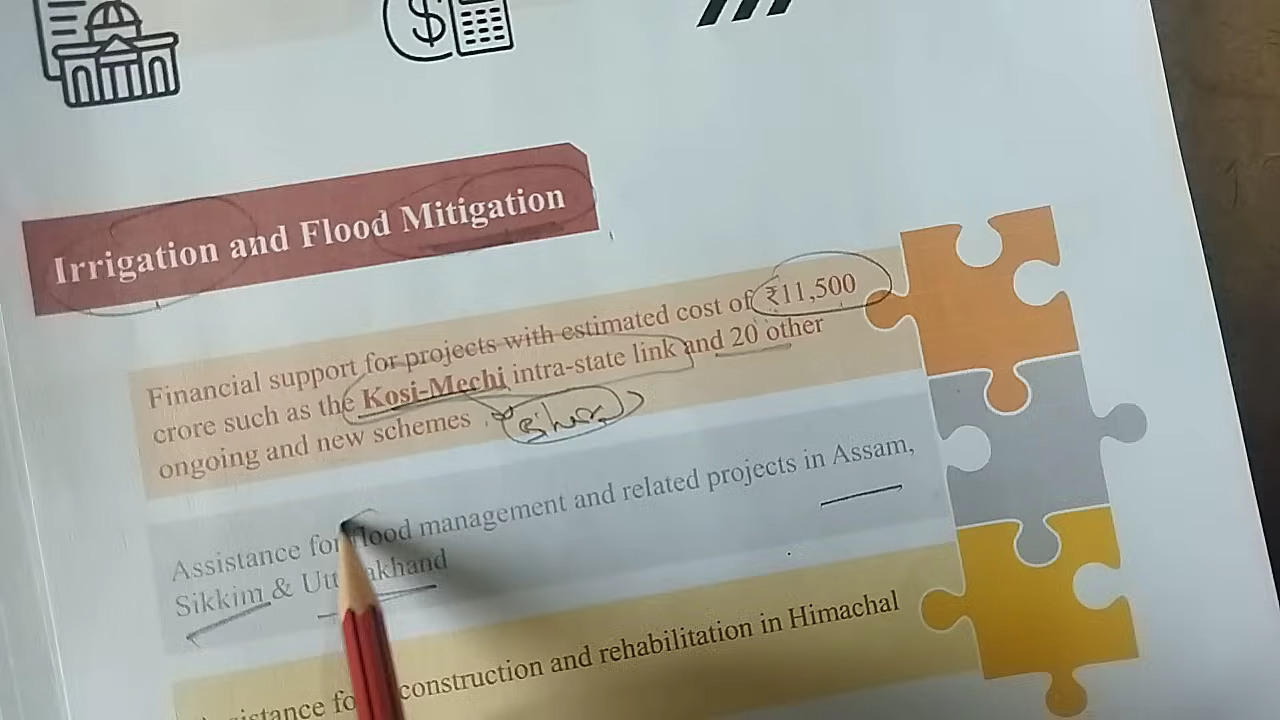 Irrigation and Flood Mitigation
Financial support for projects with estimated cost of ₹11,500
crore such as the Kosi-Mechi intra-state link and 20 other
ongoing and new schemes
Bihar
Assistance for flood management and related projects in Assam,
Sikkim & Uttarakhand
construction and rehabilitation in Himachal